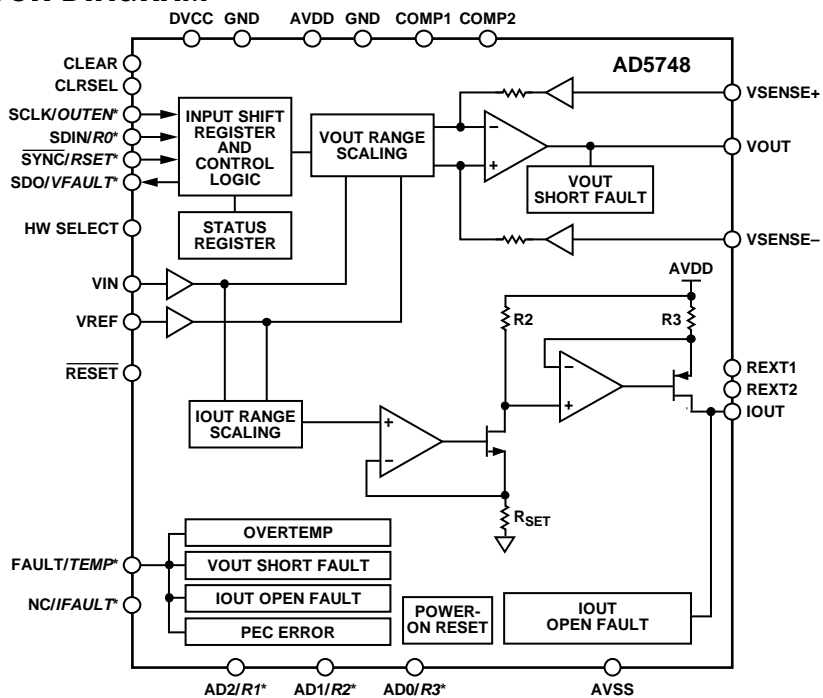 DVCC GND AVDD GND COMP1 COMP2
CLEAR
CLRSEL
SCLK/OUTEN*
SDIN/R0*
SYNC/RSET*
SDO/VFAULT*
HW SELECT
VIN
VREF
RESET
FAULT/TEMP*
NC/IFAULT*
INPUT SHIFT
REGISTER
AND
CONTROL
LOGIC
STATUS
REGISTER
VOUT RANGE
SCALING
AD5748
VSENSE+
VOUT
VOUT
SHORT FAULT
VSENSE–
AVDD
R2
R3
REXT1
REXT2
IOUT
IOUT RANGE
SCALING
RSET
OVERTEMP
VOUT SHORT FAULT
IOUT OPEN FAULT
PEC ERROR
POWER-
ON RESET
IOUT
OPEN FAULT
AD2/R1* AD1/R2* AD0/R3* AVSS